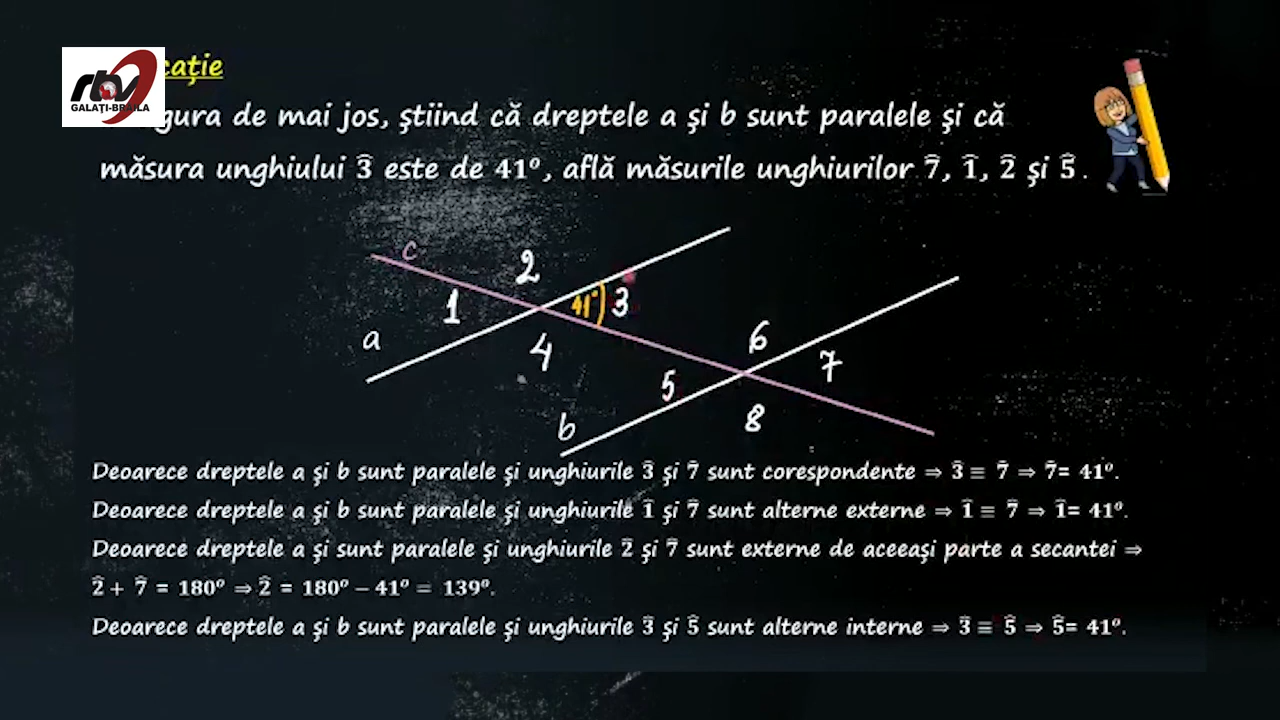 rtv
GALAȚI-BRĂILA
cație
gura de mai jos, știind că dreptele a și b sunt paralele și că
măsura unghiului 3̂ este de 41°, află măsurile unghiurilor 7̂, 1̂, 2̂ și 5̂.
c
2
1
41°
3
a
4
6
7
5
b
8
Deoarece dreptele a și b sunt paralele și unghiurile 3̂ și 7̂ sunt corespondente ⇒ 3̂ ≡ 7̂ ⇒ 7̂= 41°.
Deoarece dreptele a și b sunt paralele și unghiurile 1̂ și 7̂ sunt alterne externe ⇒ 1̂ ≡ 7̂ ⇒ 1̂= 41°.
Deoarece dreptele a și sunt paralele și unghiurile 2̂ și 7̂ sunt externe de aceeași parte a secantei ⇒
2̂ + 7̂ = 180° ⇒ 2̂ = 180° − 41° = 139°.
Deoarece dreptele a și b sunt paralele și unghiurile 3̂ și 5̂ sunt alterne interne ⇒ 3̂ ≡ 5̂ ⇒ 5̂= 41°.